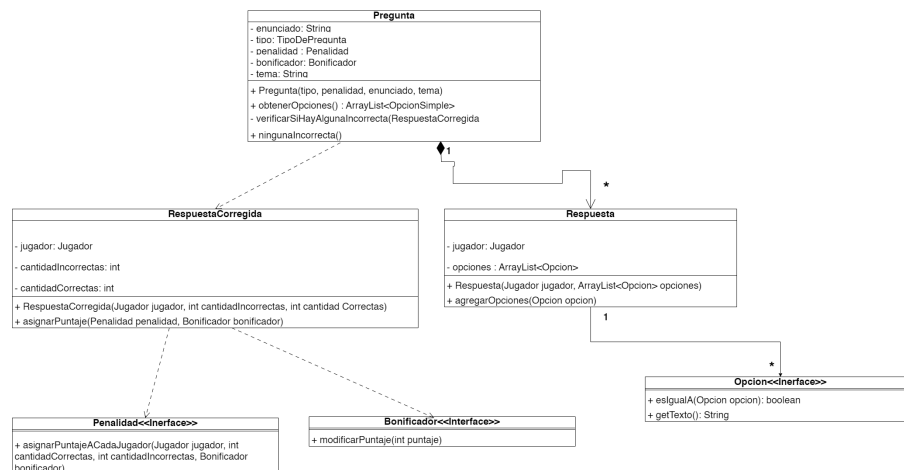 Pregunta
- enunciado: String
- tipo: TipoDePregunta
- penalidad : Penalidad
- bonificador: Bonificador
- tema: String
+ Pregunta(tipo, penalidad, enunciado, tema)
+ obtenerOpciones() : ArrayList<OpcionSimple>
- verificarSiHayAlgunaIncorrecta(RespuestaCorregida
+ ningunaIncorrecta()
1
*
RespuestaCorregida
- jugador: Jugador
- cantidadIncorrectas: int
- cantidadCorrectas: int
+ RespuestaCorregida(Jugador jugador, int cantidadIncorrectas, int cantidad Correctas)
+ asignarPuntaje(Penalidad penalidad, Bonificador bonificador)
Respuesta
- jugador: Jugador
- opciones : ArrayList<Opcion>
+ Respuesta(Jugador jugador, ArrayList<Opcion> opciones)
+ agregarOpciones(Opcion opcion)
1
*
Opcion<<Inerface>>
+ esIgualA(Opcion opcion): boolean
+ getTexto(): String
Penalidad<<Inerface>>
+ asignarPuntajeACadaJugador(Jugador jugador, int
cantidadCorrectas, int cantidadIncorrectas, Bonificador
bonificador)
Bonificador<<Interface>>
+ modificarPuntaje(int puntaje)